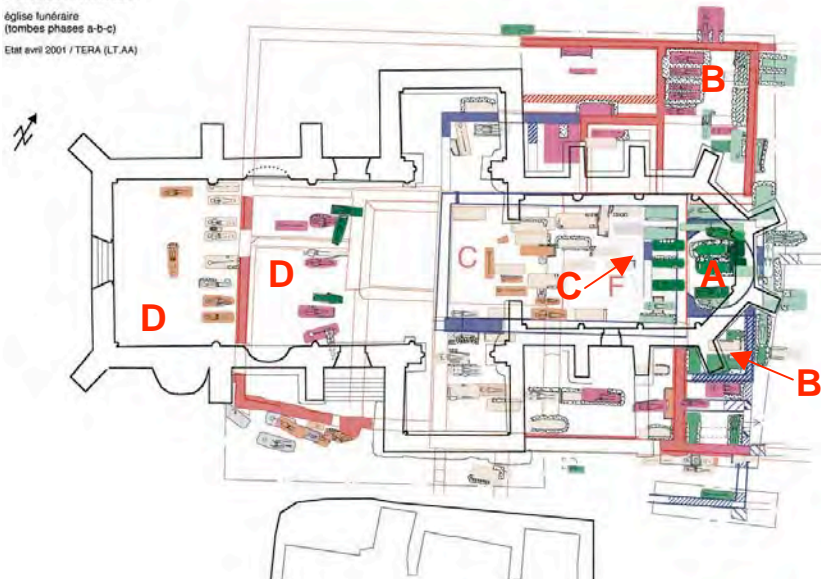 église funéraire
(tombes phases a-b-c)
Etat avril 2001 / TERA (LT.AA)
N
B
C
C
F
A
D
D
B